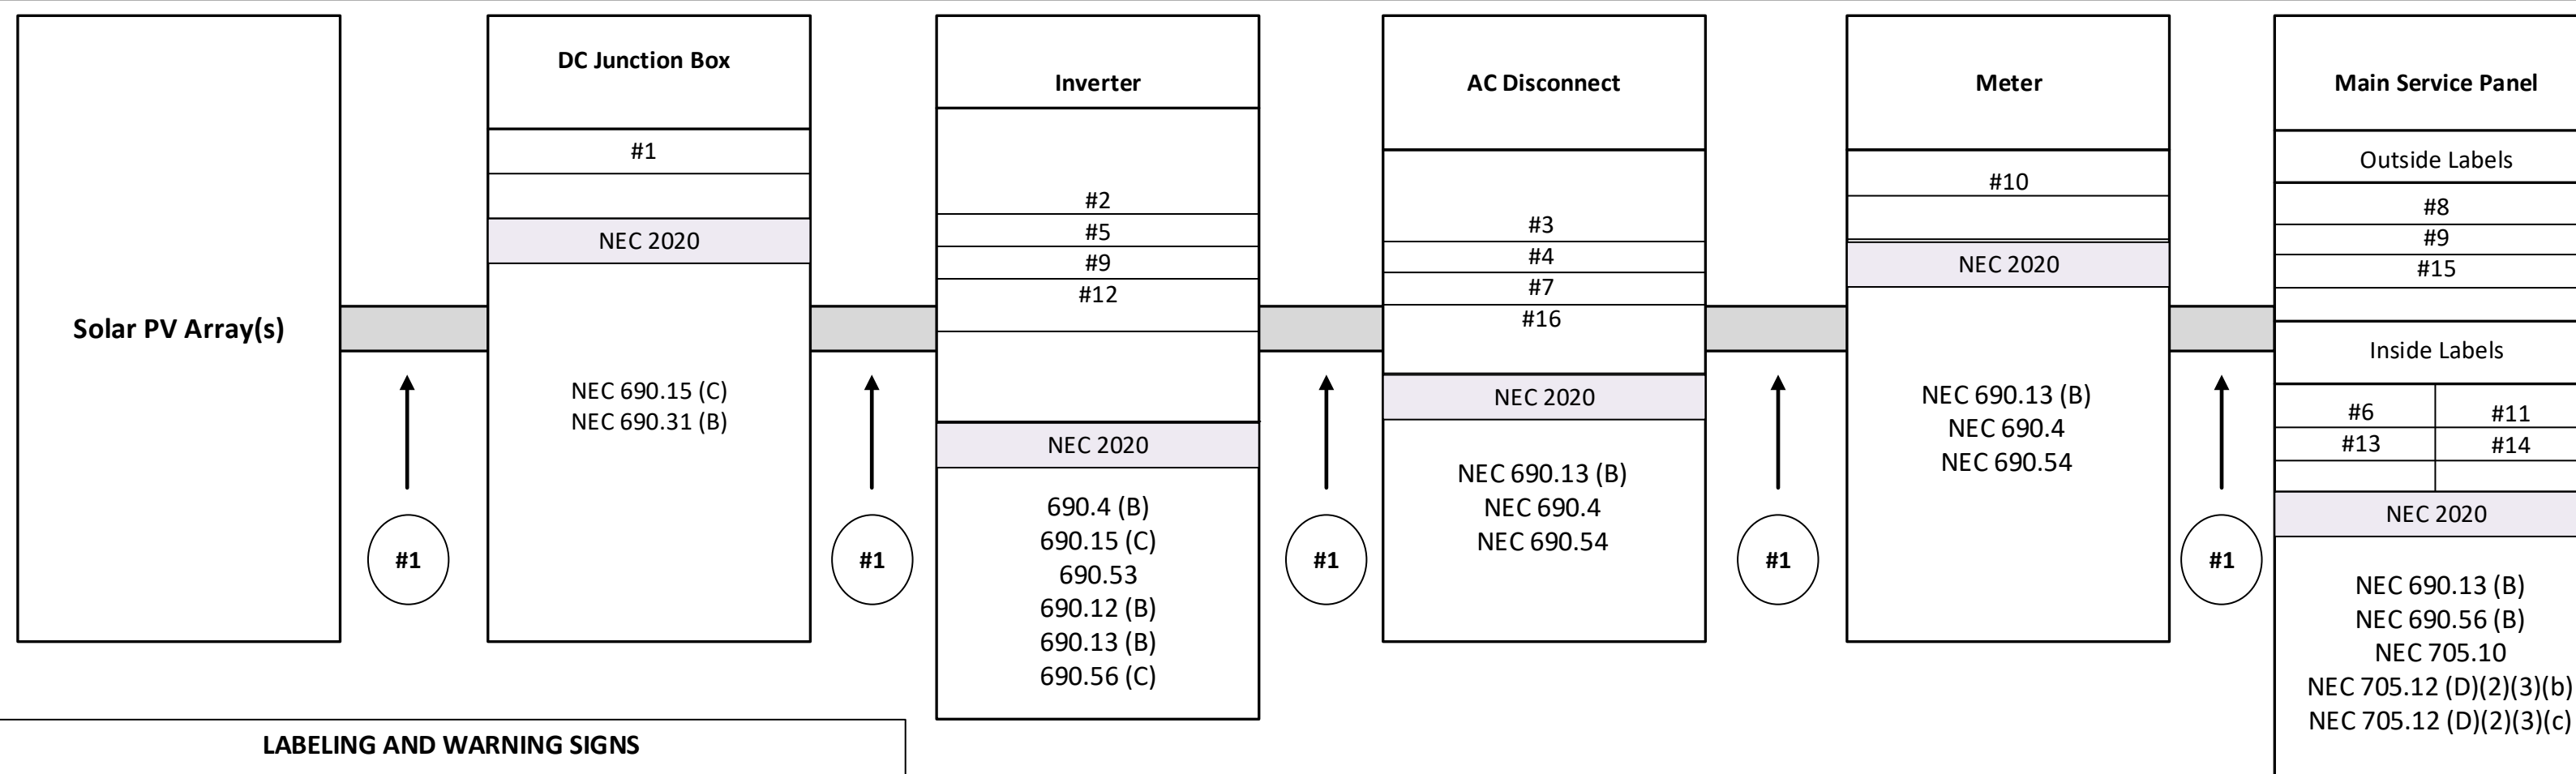 Solar PV Array(s)
DC Junction Box
#1
NEC 2020
NEC 690.15 (C)
NEC 690.31 (B)
Inverter
#2
#5
#9
#12
NEC 2020
690.4 (B)
690.15 (C)
690.53
690.12 (B)
690.13 (B)
690.56 (C)
AC Disconnect
#3
#4
#7
#16
NEC 2020
NEC 690.13 (B)
NEC 690.4
NEC 690.54
Meter
#10
NEC 2020
NEC 690.13 (B)
NEC 690.4
NEC 690.54
Main Service Panel
Outside Labels
#8
#9
#15
Inside Labels
#6 #11
#13 #14
NEC 2020
NEC 690.13 (B)
NEC 690.56 (B)
NEC 705.10
NEC 705.12 (D)(2)(3)(b)
NEC 705.12 (D)(2)(3)(c)
#1
#1
#1
#1
#1
LABELING AND WARNING SIGNS